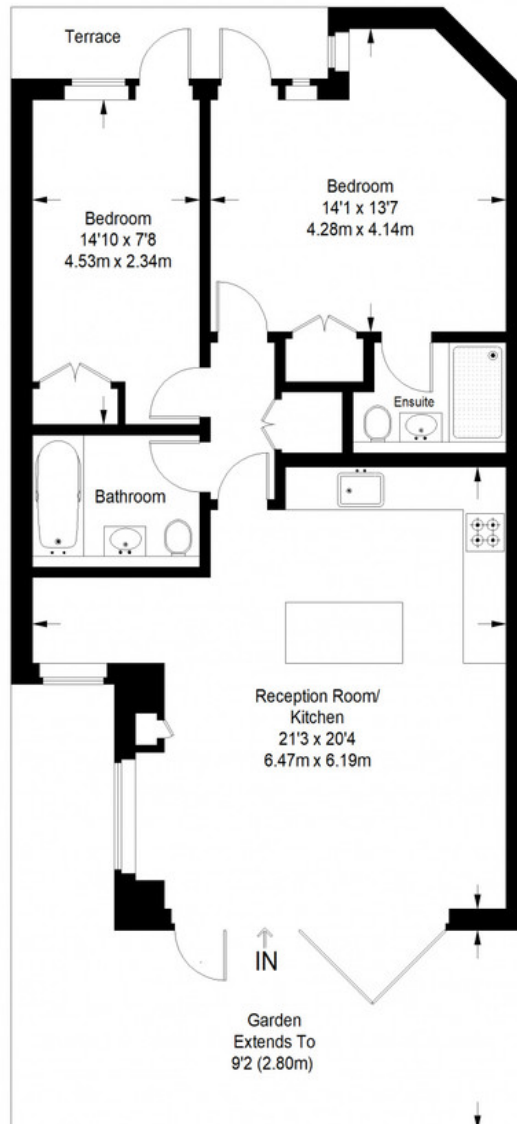 Terrace
Bedroom
14'10 x 7'8
4.53m x 2.34m
Bedroom
14'1 x 13'7
4.28m x 4.14m
Ensuite
Bathroom
Reception Room/
Kitchen
21'3 x 20'4
6.47m x 6.19m
IN
Garden
Extends To
9'2 (2.80m)